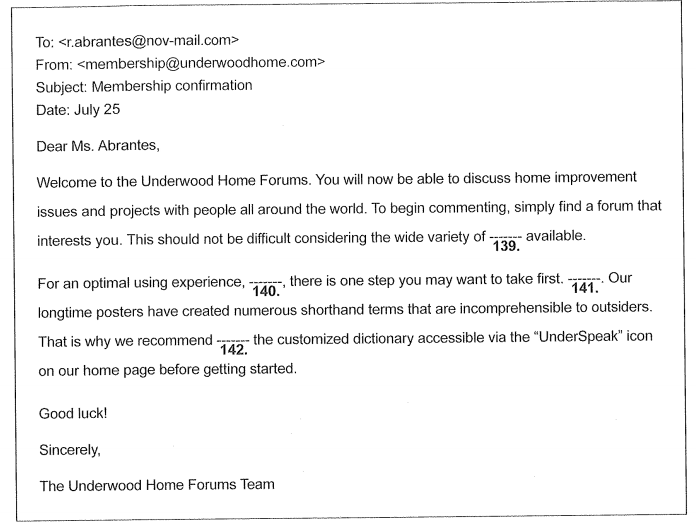 To: <r.abrantes@nov-mail.com>
From: <membership@underwoodhome.com>
Subject: Membership confirmation
Date: July 25
Dear Ms. Abrantes,
Welcome to the Underwood Home Forums. You will now be able to discuss home improvement
issues and projects with people all around the world. To begin commenting, simply find a forum that
interests you. This should not be difficult considering the wide variety of ------- available.
139.
For an optimal using experience, -------, there is one step you may want to take first. -------. Our
140. 141.
longtime posters have created numerous shorthand terms that are incomprehensible to outsiders.
That is why we recommend ------- the customized dictionary accessible via the “UnderSpeak” icon
142.
on our home page before getting started.
Good luck!
Sincerely,
The Underwood Home Forums Team